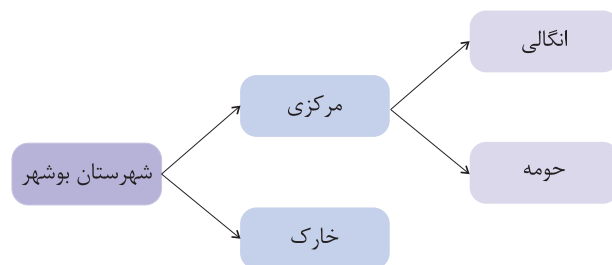 شهرستان بوشهر
مرکزی
خارک
انگالی
حومه